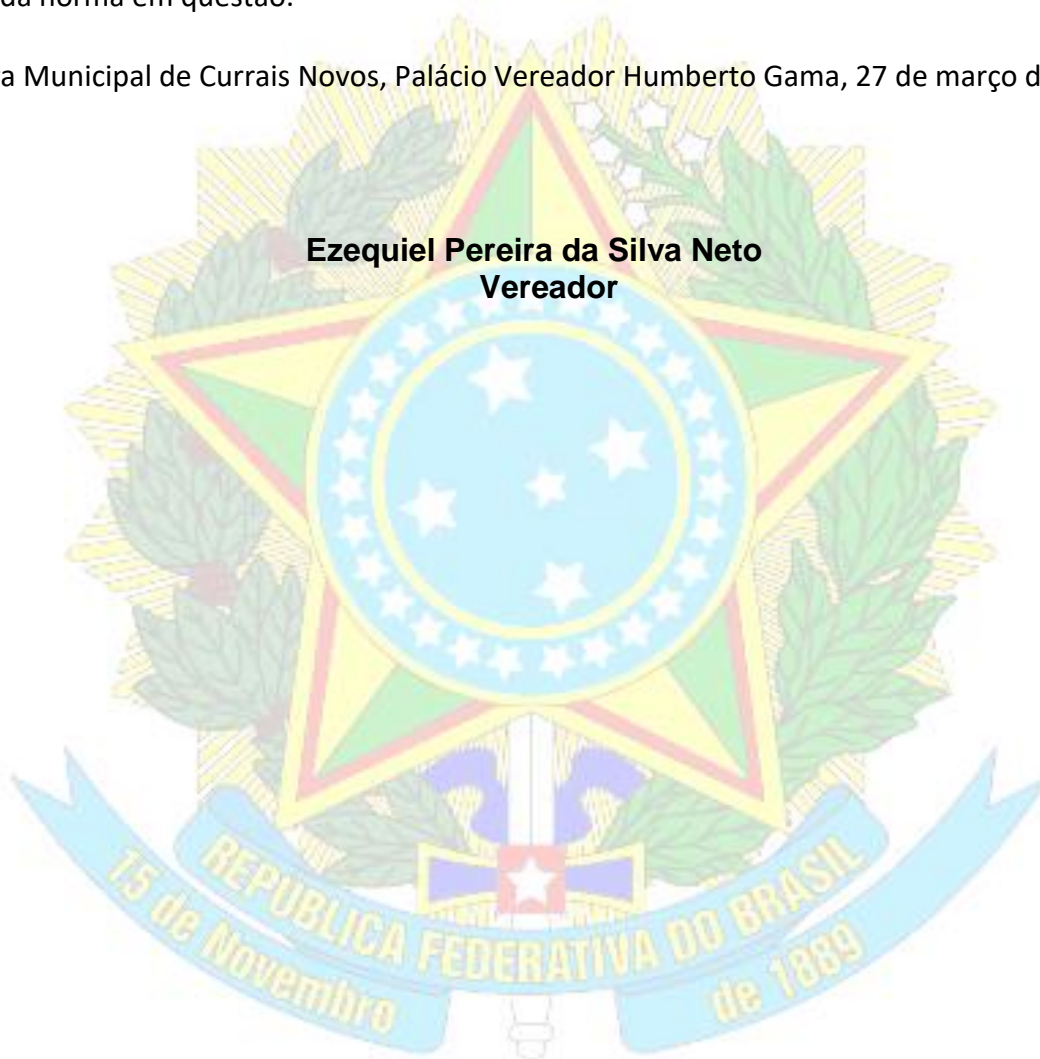 da norma em questão.
a Municipal de Currais Novos, Palácio Vereador Humberto Gama, 27 de março d
Ezequiel Pereira da Silva Neto
Vereador
REPUBLICA FEDERATIVA DO BRASIL
15 de Novembro de 1889